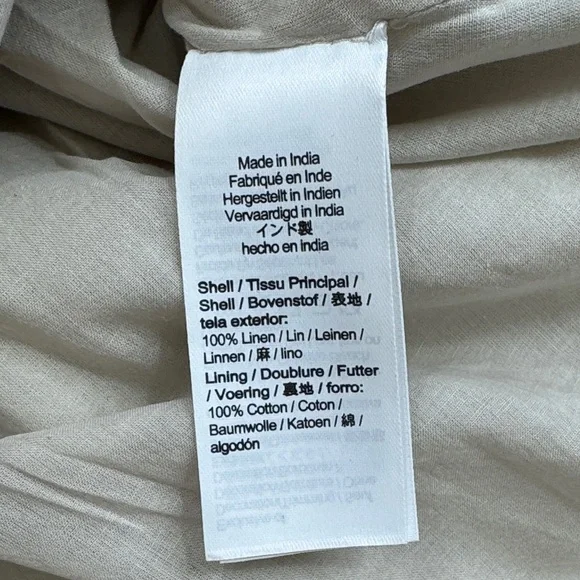 Made in India
Fabriqué en Inde
Hergestellt in Indien
Vervaardigd in India
インド製
hecho en india
Shell / Tissu Principal /
Shell / Bovenstof / 表地 /
tela exterior:
100% Linen / Lin / Leinen /
Linnen / 麻 / lino
Lining / Doublure / Futter
/ Voering / 裏地 / forro:
100% Cotton / Coton /
Baumwolle / Katoen / 綿 /
algodón